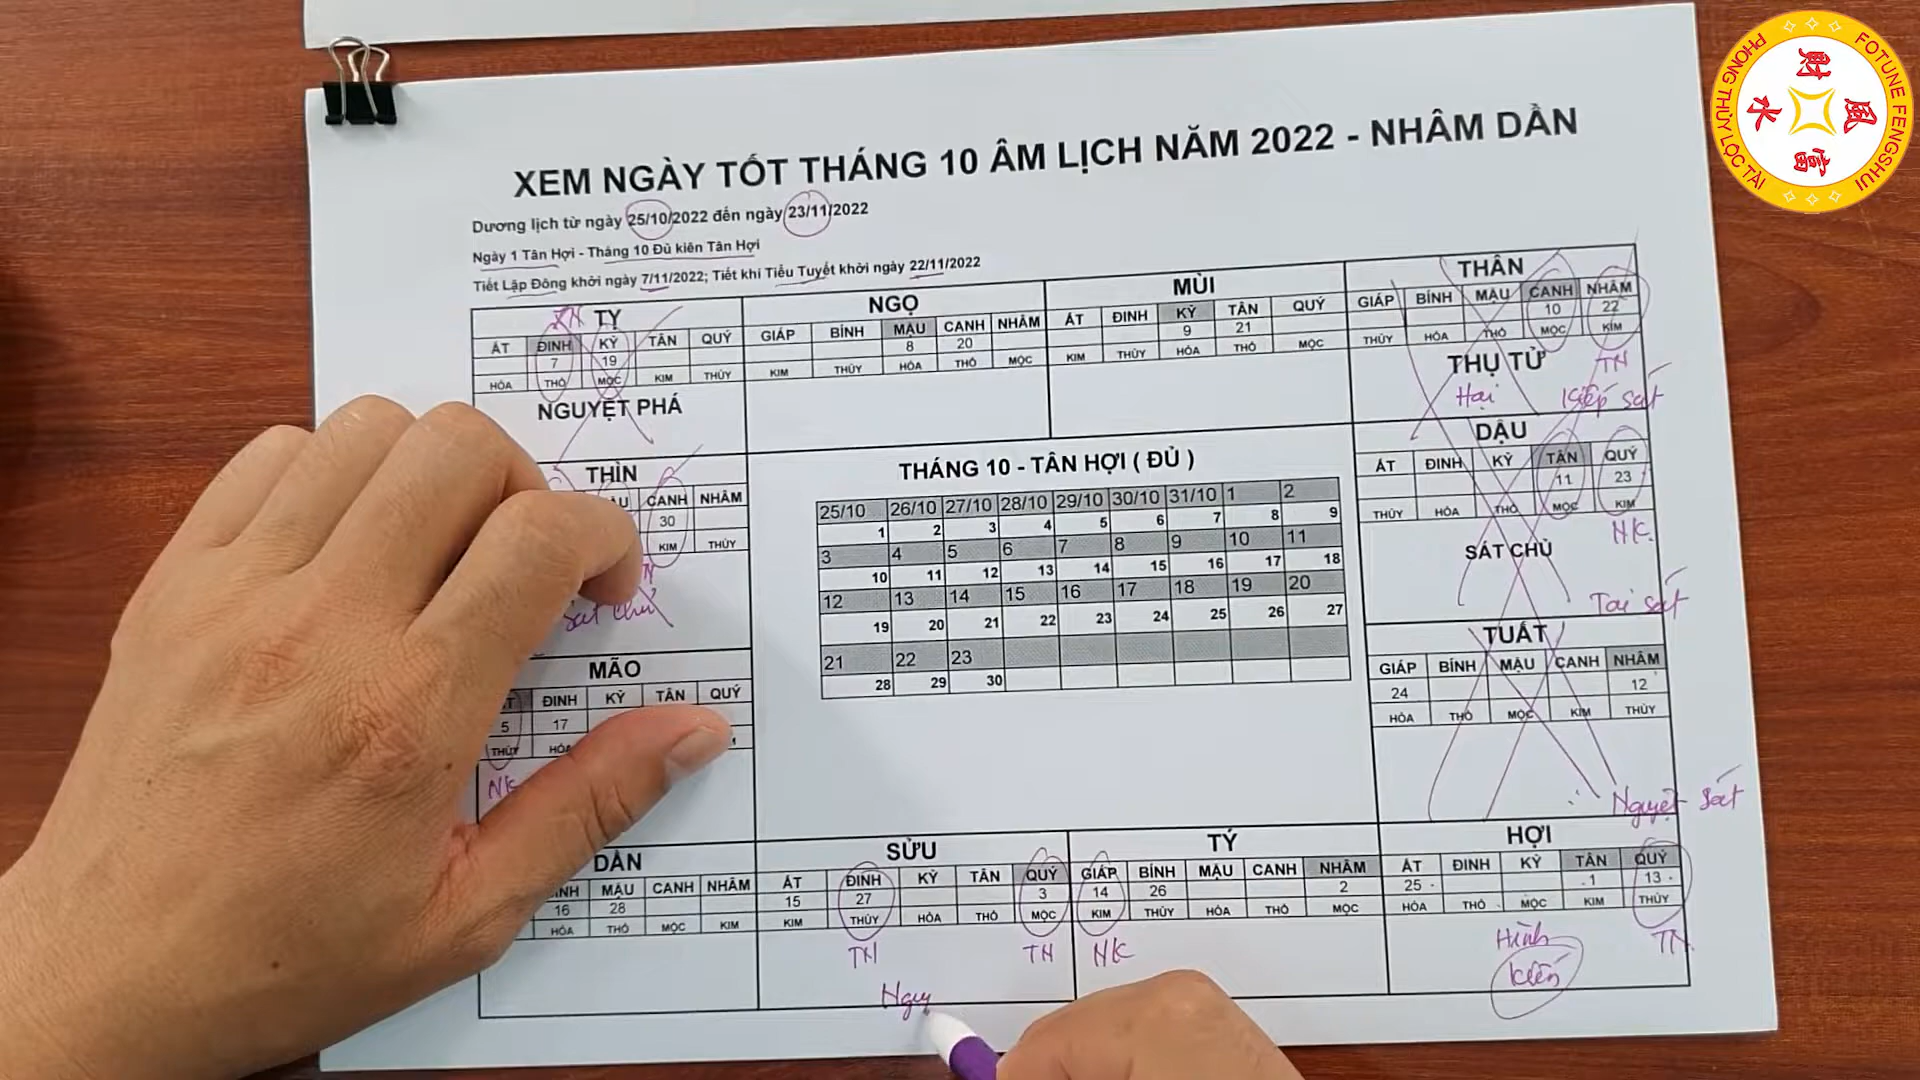 XEM NGÀY TỐT THÁNG 10 ÂM LỊCH NĂM 2022 - NHÂM DẦN
Dương lịch từ ngày 25/10/2022 đến ngày 23/11/2022
Ngày 1 Tân Hợi - Tháng 10 Đủ kiên Tân Hợi
Tiết Lập Đông khởi ngày 7/11/2022; Tiết khí Tiểu Tuyết khởi ngày 22/11/2022
TỴ
ẤT ĐINH KỶ TÂN QUÝ
7 19
HỎA THỔ MỘC KIM THỦY
NGUYỆT PHÁ
NGỌ
GIÁP BÍNH MẬU CANH NHÂM
8 20
KIM THỦY HỎA THỔ MỘC
MÙI
ẤT ĐINH KỶ TÂN QUÝ
9 21
KIM THỦY HỎA THỔ MỘC
THÂN
GIÁP BÍNH MẬU CANH NHÂM
10 22
THỦY HỎA THỔ MỘC KIM
THỤ TỬ
TN
Hại Kiếp sát
THÌN
CANH NHÂM
30
KIM THỦY
sát chủ
THÁNG 10 - TÂN HỢI ( ĐỦ )
25/10 26/10 27/10 28/10 29/10 30/10 31/10 1 2
1 2 3 4 5 6 7 8 9
3 4 5 6 7 8 9 10 11
10 11 12 13 14 15 16 17 18
12 13 14 15 16 17 18 19 20
19 20 21 22 23 24 25 26 27
21 22 23
28 29 30
DẬU
ẤT ĐINH KỶ TÂN QUÝ
11 23
THỦY HỎA THỔ MỘC KIM
NK
SÁT CHỦ
Tai sát
MÃO
ĐINH KỶ TÂN QUÝ
5 17
THỦY
NK
TUẤT
GIÁP BÍNH MẬU CANH NHÂM
24 12
HỎA THỔ MỘC KIM THỦY
Nguyệt sát
DẦN
MẬU CANH NHÂM
16 28
HỎA THỔ MỘC KIM
SỬU
ẤT ĐINH KỶ TÂN QUÝ
15 27 3
KIM THỦY HỎA THỔ MỘC
TN TN
Nguy
TÝ
GIÁP BÍNH MẬU CANH NHÂM
14 26 2
KIM THỦY HỎA THỔ MỘC
NK
HỢI
ẤT ĐINH KỶ TÂN QUÝ
25 1 13
HỎA THỔ MỘC KIM THỦY
Hình TN
Kiến
PHONG THỦY LỘC TÀI
FOTUNE FENGSHUI
財
風
富
水